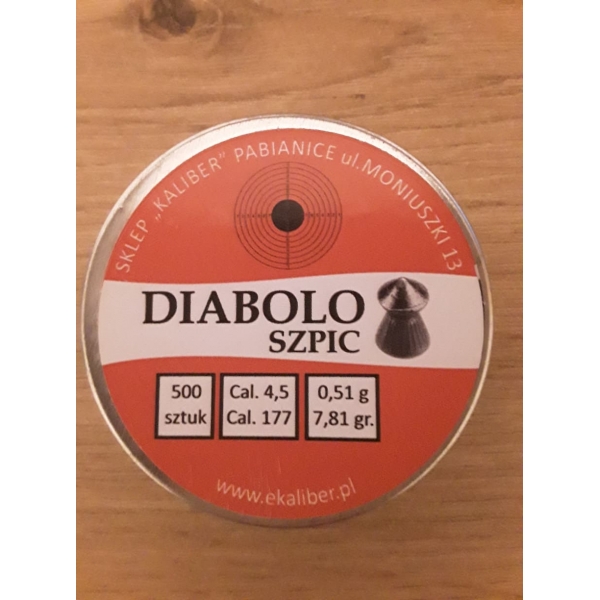 SKLEP „KALIBER” PABIANICE ul.MONIUSZKI 13
DIABOLO
SZPIC
500
sztuk
Cal. 4,5
Cal. 177
0,51 g
7,81 gr.
www.ekaliber.pl